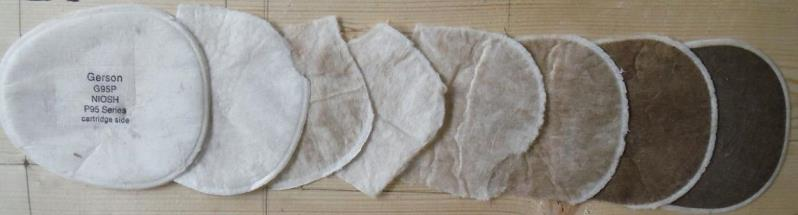 Gerson
G95P
NIOSH
P95 Series
cartridge side